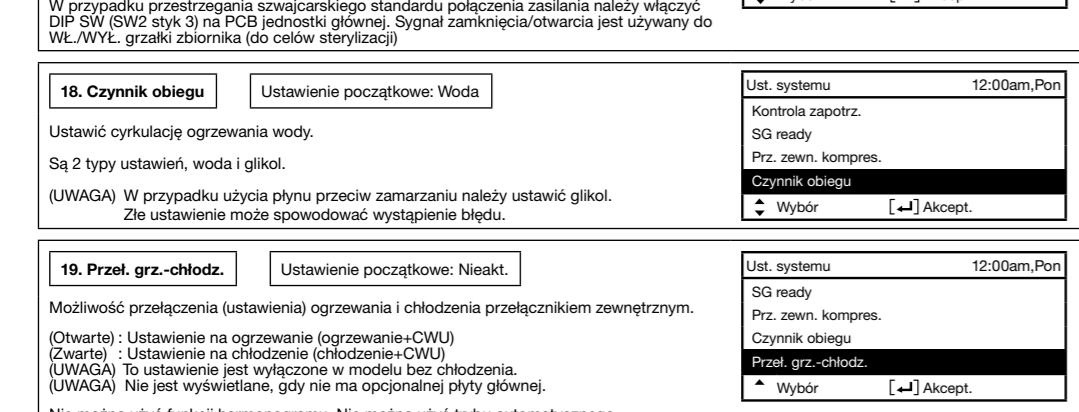 W przypadku przestrzegania szwajcarskiego standardu połączenia zasilania należy włączyć
DIP SW (SW2 styk 3) na PCB jednostki głównej. Sygnał zamknięcia/otwarcia jest używany do
WŁ./WYŁ. grzałki zbiornika (do celów sterylizacji)
18. Czynnik obiegu
Ustawienie początkowe: Woda
Ustawić cyrkulację ogrzewania wody.
Są 2 typy ustawień, woda i glikol.
(UWAGA) W przypadku użycia płynu przeciw zamarzaniu należy ustawić glikol.
Złe ustawienie może spowodować wystąpienie błędu.
Ust. systemu 12:00am,Pon
Kontrola zapotrz.
SG ready
Prz. zewn. kompres.
Czynnik obiegu
Wybór [↵] Akcept.
19. Przeł. grz.-chłodz.
Ustawienie początkowe: Nieakt.
Możliwość przełączenia (ustawienia) ogrzewania i chłodzenia przełącznikiem zewnętrznym.
(Otwarte) : Ustawienie na ogrzewanie (ogrzewanie+CWU)
(Zwarte) : Ustawienie na chłodzenie (chłodzenie+CWU)
(UWAGA) To ustawienie jest wyłączone w modelu bez chłodzenia.
(UWAGA) Nie jest wyświetlane, gdy nie ma opcjonalnej płyty głównej.
Ust. systemu 12:00am,Pon
SG ready
Prz. zewn. kompres.
Czynnik obiegu
Przeł. grz.-chłodz.
Wybór [↵] Akcept.